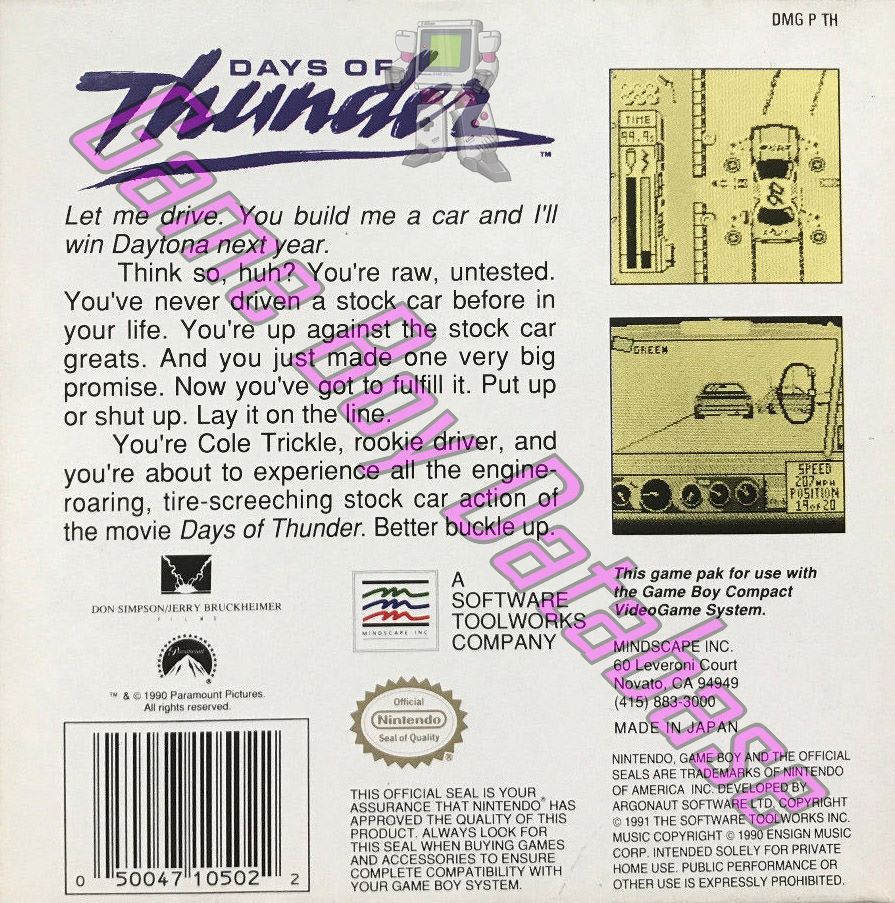 DMG P TH
DAYS OF
Thunder
™
Let me drive. You build me a car and I'll
win Daytona next year.
Think so, huh? You're raw, untested.
You've never driven a stock car before in
your life. You're up against the stock car
greats. And you just made one very big
promise. Now you've got to fulfill it. Put up
or shut up. Lay it on the line.
You're Cole Trickle, rookie driver, and
you're about to experience all the engine-
roaring, tire-screeching stock car action of
the movie Days of Thunder. Better buckle up.
TIME
99.9s
GREEN
SPEED
207MPH
POSITION
19 OF 20
DON SIMPSON/JERRY BRUCKHEIMER
FILMS
Paramount
®
™ & © 1990 Paramount Pictures.
All rights reserved.
MINDSCAPE INC
A
SOFTWARE
TOOLWORKS
COMPANY
Official
Nintendo
Seal of Quality
®
THIS OFFICIAL SEAL IS YOUR
ASSURANCE THAT NINTENDO® HAS
APPROVED THE QUALITY OF THIS
PRODUCT. ALWAYS LOOK FOR
THIS SEAL WHEN BUYING GAMES
AND ACCESSORIES TO ENSURE
COMPLETE COMPATIBILITY WITH
YOUR GAME BOY SYSTEM.
This game pak for use with
the Game Boy Compact
VideoGame System.
MINDSCAPE INC.
60 Leveroni Court
Novato, CA 94949
(415) 883-3000
MADE IN JAPAN
NINTENDO, GAME BOY AND THE OFFICIAL
SEALS ARE TRADEMARKS OF NINTENDO
OF AMERICA INC. DEVELOPED BY
ARGONAUT SOFTWARE LTD. COPYRIGHT
© 1991 THE SOFTWARE TOOLWORKS INC.
MUSIC COPYRIGHT © 1990 ENSIGN MUSIC
CORP. INTENDED SOLELY FOR PRIVATE
HOME USE. PUBLIC PERFORMANCE OR
OTHER USE IS EXPRESSLY PROHIBITED.
0 50047 10502 2
Game Boy Database